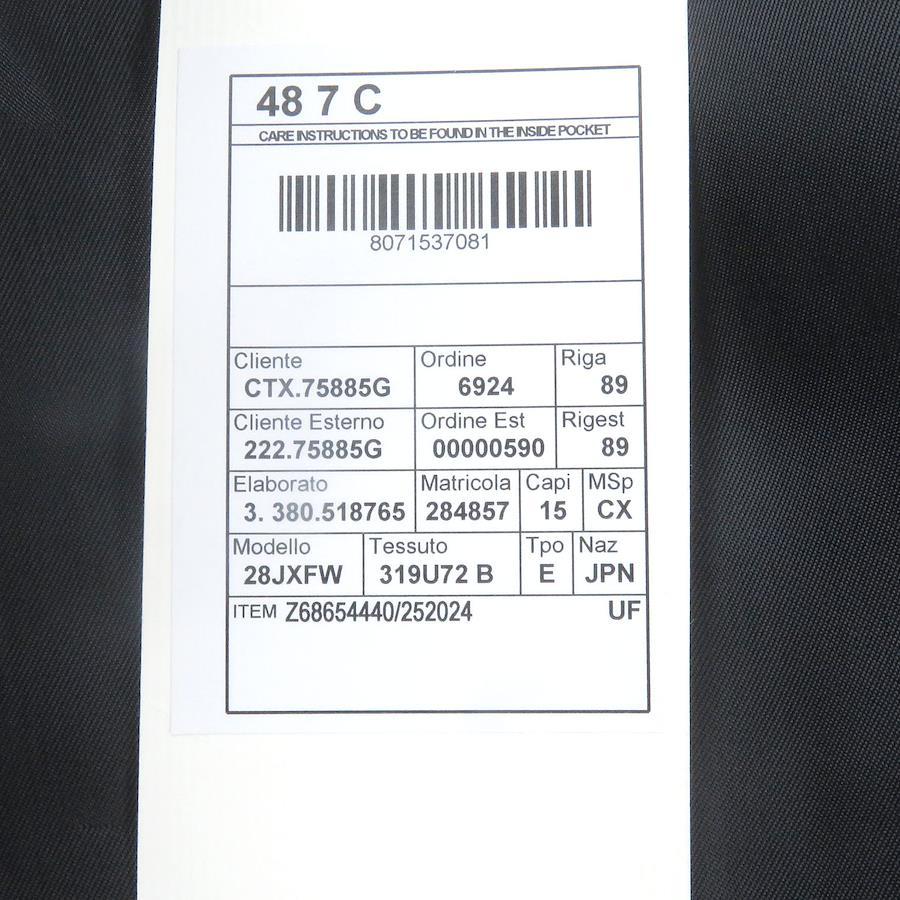 48 7 C
CARE INSTRUCTIONS TO BE FOUND IN THE INSIDE POCKET
8071537081
Cliente Ordine Riga
CTX.75885G 6924 89
Cliente Esterno Ordine Est Rigest
222.75885G 00000590 89
Elaborato Matricola Capi MSp
3. 380.518765 284857 15 CX
Modello Tessuto Tpo Naz
28JXFW 319U72 B E JPN
ITEM Z68654440/252024 UF